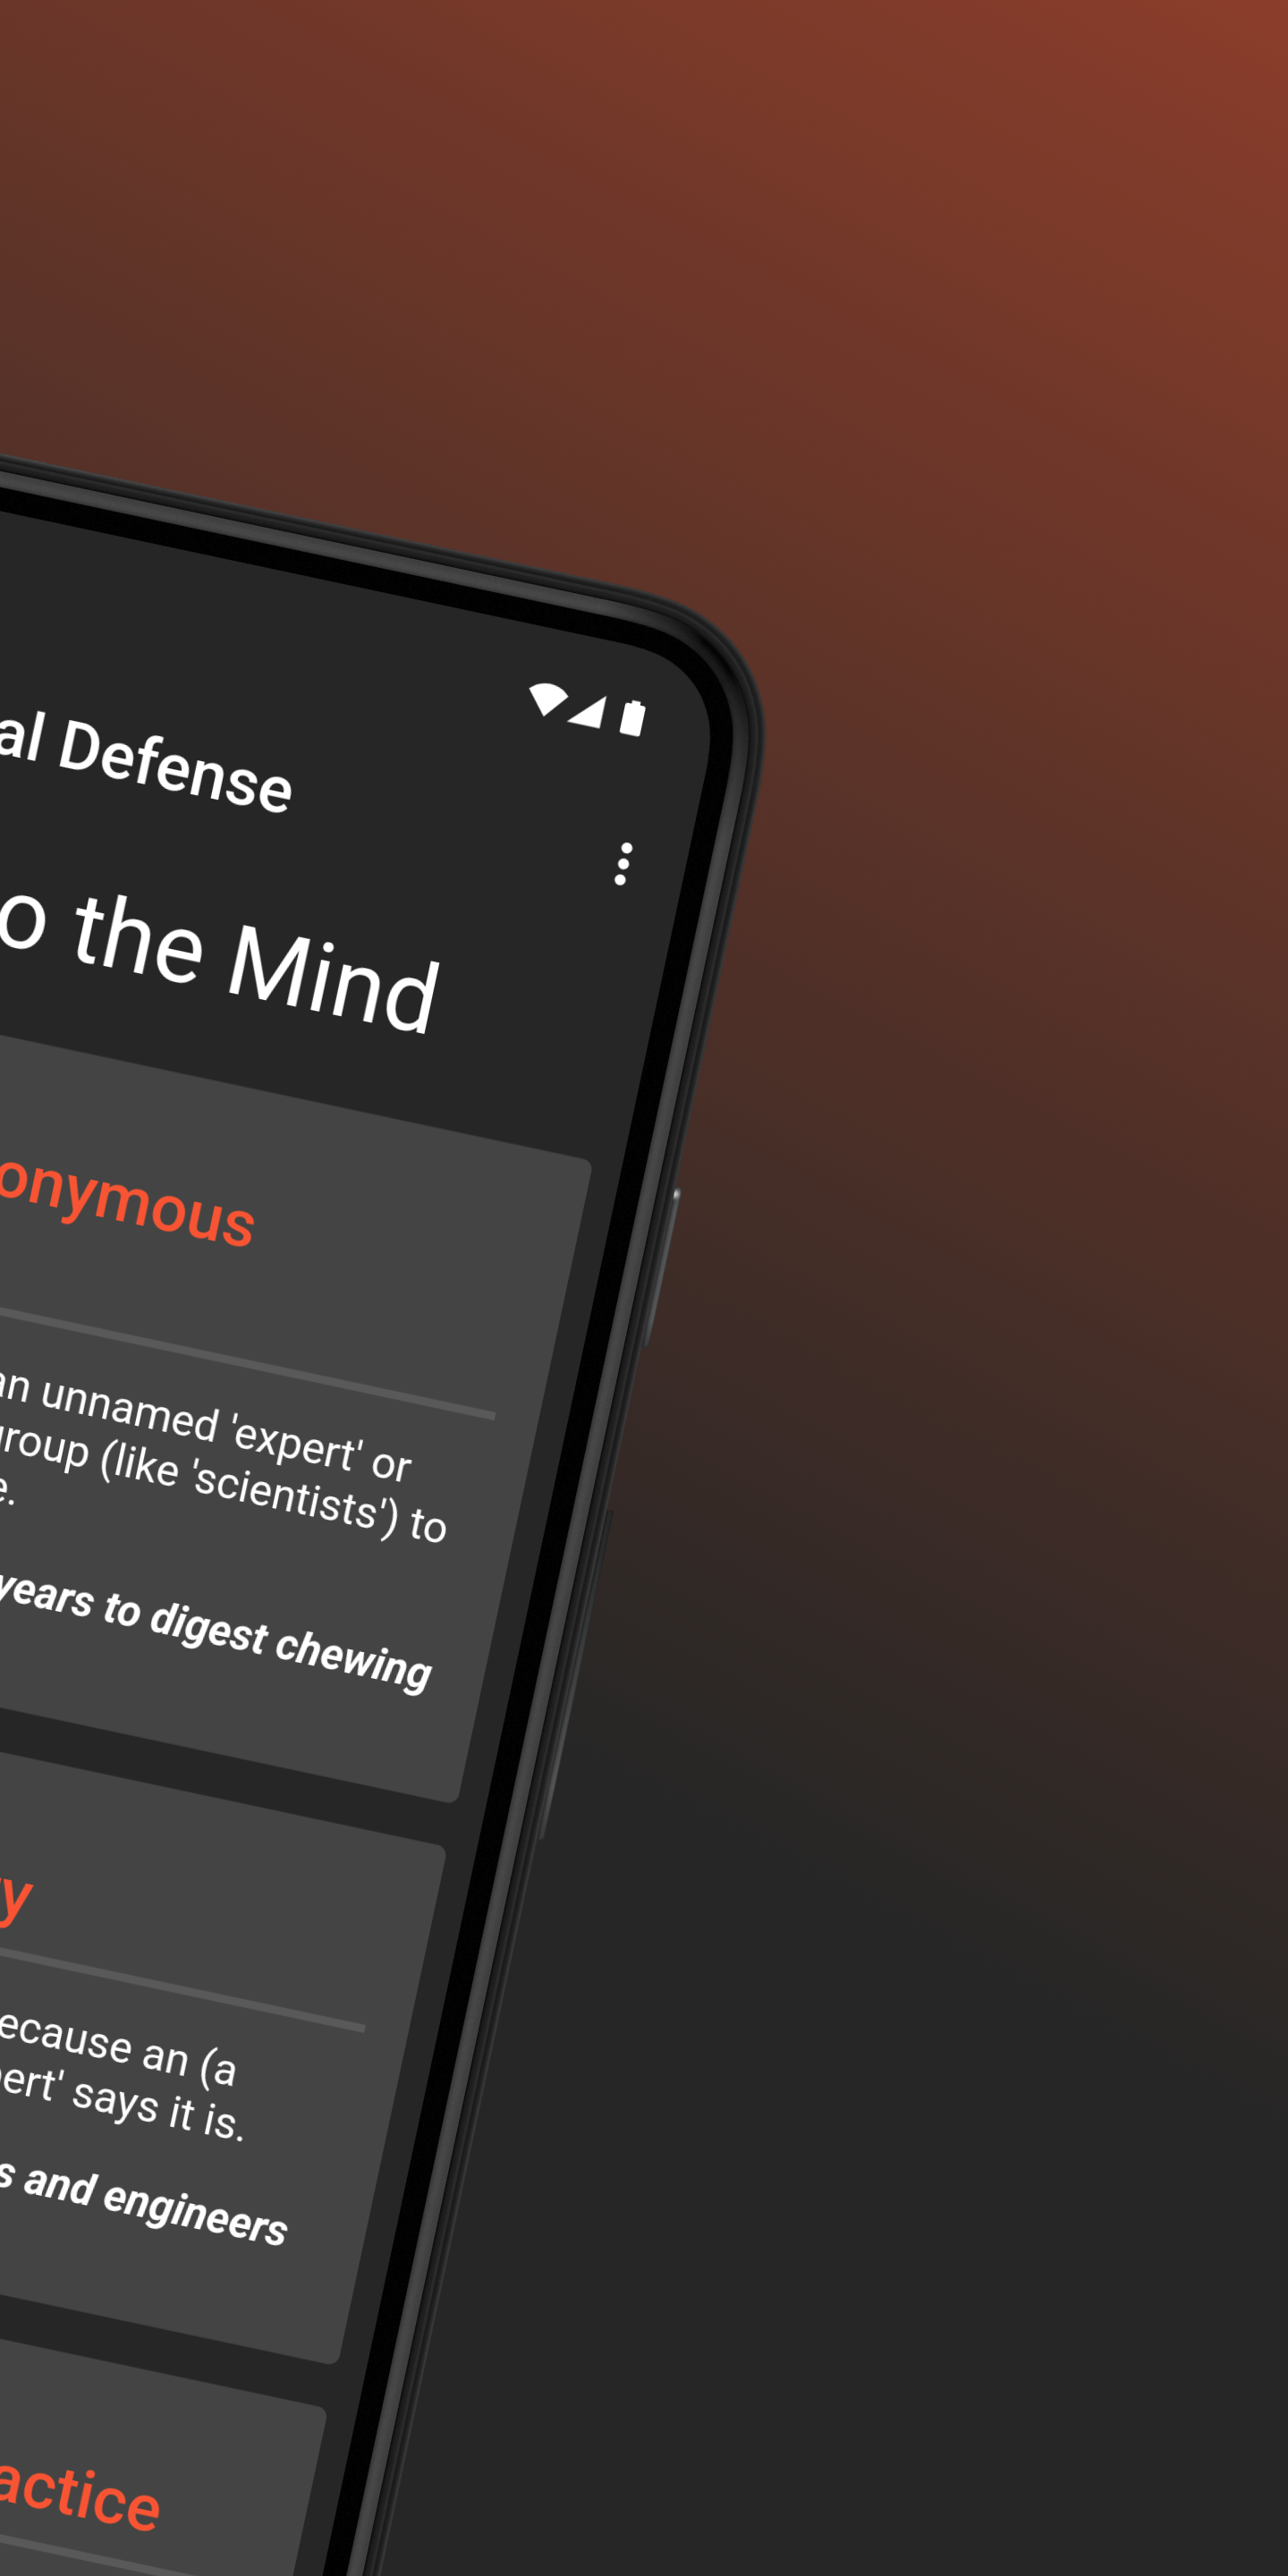 al Defense
o the Mind
onymous
an unnamed 'expert' or
group (like 'scientists') to
e.
years to digest chewing
y
ecause an (a
ert' says it is.
s and engineers
actice